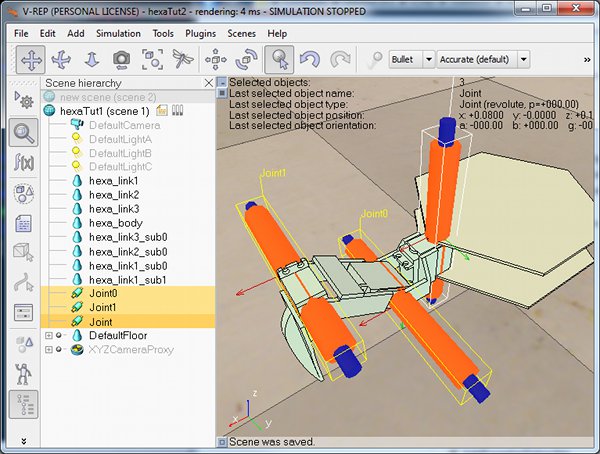 V-REP (PERSONAL LICENSE) - hexaTut2 - rendering: 4 ms - SIMULATION STOPPED
File Edit Add Simulation Tools Plugins Scenes Help
Bullet Accurate (default) »
Scene hierarchy
new scene (scene 2)
hexaTut1 (scene 1)
DefaultCamera
DefaultLightA
DefaultLightB
DefaultLightC
hexa_link1
hexa_link2
hexa_link3
hexa_body
hexa_link3_sub0
hexa_link2_sub0
hexa_link1_sub0
hexa_link1_sub1
Joint0
Joint1
Joint
DefaultFloor
XYZCameraProxy
f(x)
Selected objects: 3
Last selected object name: Joint
Last selected object type: Joint (revolute, p=+000.00)
Last selected object position: x: +0.0800 y: -0.0000 z: +0.1
Last selected object orientation: a: -000.00 b: +000.00 g: -00
Joint1
Joint0
z
x
y
Scene was saved.